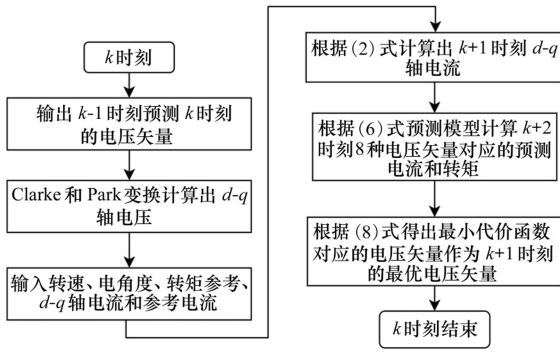 k时刻
输出 k-1时刻预测 k时刻
的电压矢量
Clarke 和 Park 变换计算出 d-q
轴电压
输入转速、电角度、转矩参考、
d-q 轴电流和参考电流
根据(2)式计算出 k+1时刻 d-q
轴电流
根据(6)式预测模型计算 k+2
时刻8种电压矢量对应的预测
电流和转矩
根据(8)式得出最小代价函数
对应的电压矢量作为 k+1时刻
的最优电压矢量
k时刻结束